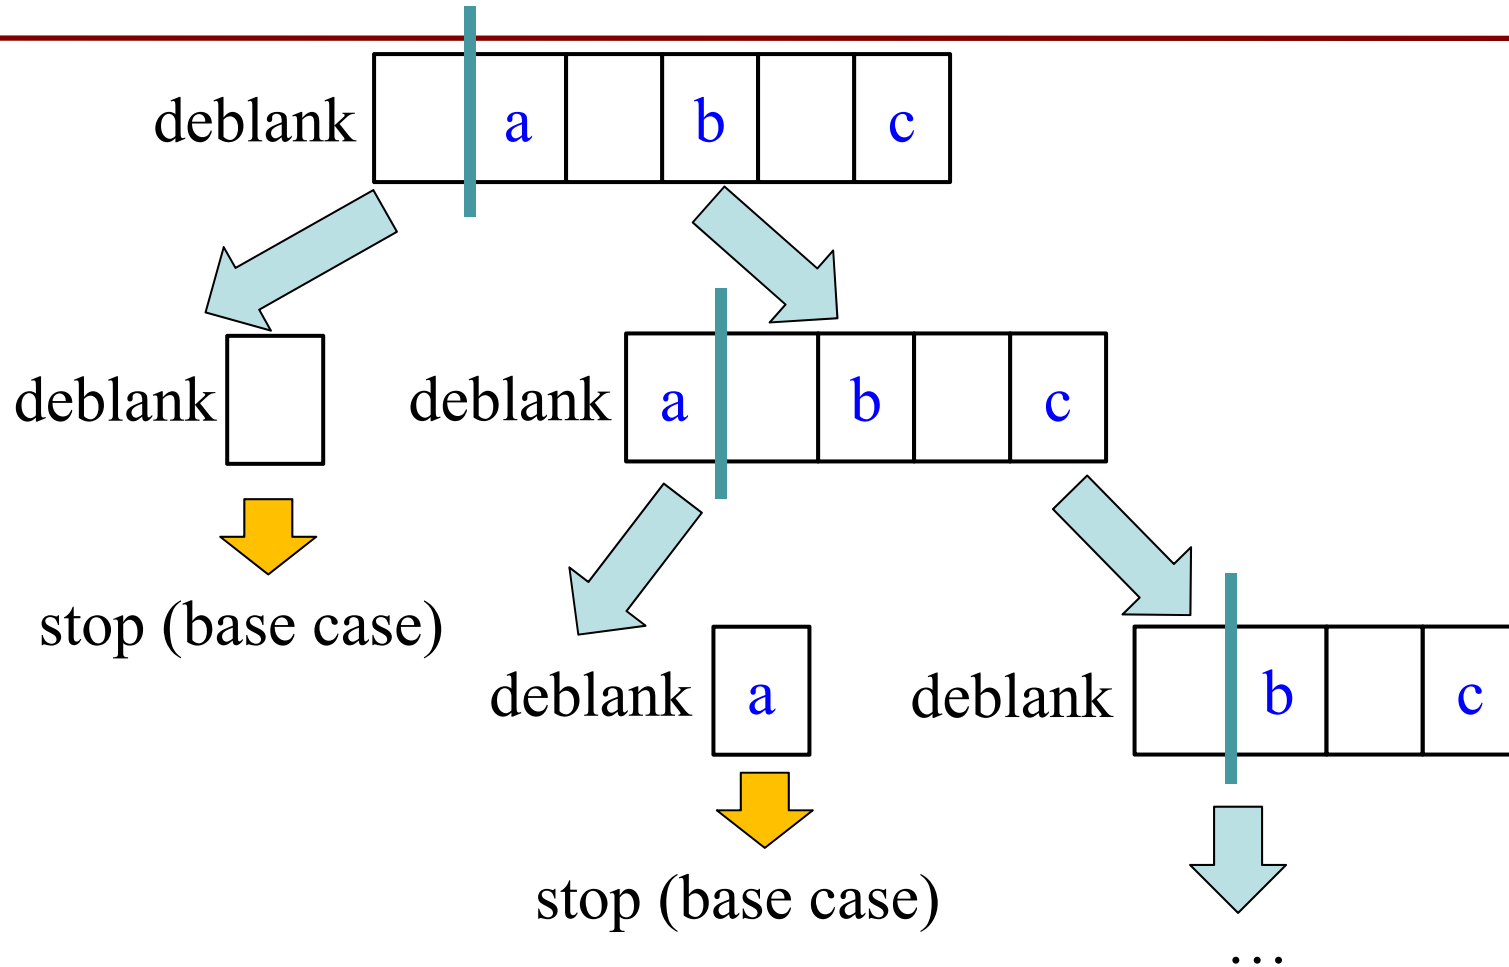 deblank a b c
deblank deblank a b c
stop (base case)
deblank a deblank b c
stop (base case)
…